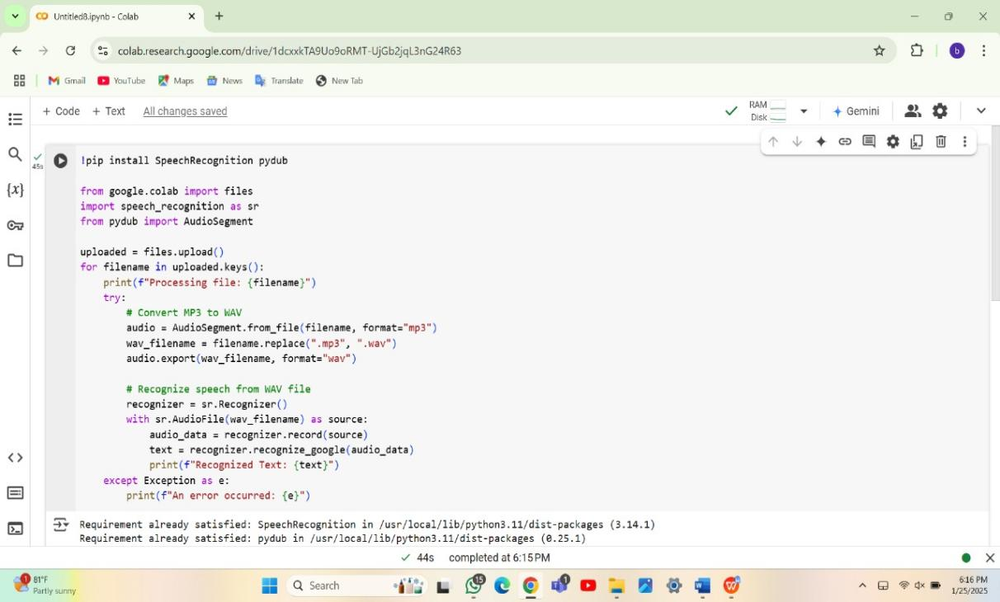 Untitled8.ipynb - Colab
colab.research.google.com/drive/1dcxxkTA9Uo9oRMT-UjGb2jqL3nG24R63
b
Gmail YouTube Maps News Translate New Tab
+ Code + Text All changes saved
RAM
Disk
Gemini
45s
!pip install SpeechRecognition pydub
from google.colab import files
import speech_recognition as sr
from pydub import AudioSegment
uploaded = files.upload()
for filename in uploaded.keys():
    print(f"Processing file: {filename}")
    try:
        # Convert MP3 to WAV
        audio = AudioSegment.from_file(filename, format="mp3")
        wav_filename = filename.replace(".mp3", ".wav")
        audio.export(wav_filename, format="wav")
        # Recognize speech from WAV file
        recognizer = sr.Recognizer()
        with sr.AudioFile(wav_filename) as source:
            audio_data = recognizer.record(source)
            text = recognizer.recognize_google(audio_data)
            print(f"Recognized Text: {text}")
    except Exception as e:
        print(f"An error occurred: {e}")
Requirement already satisfied: SpeechRecognition in /usr/local/lib/python3.11/dist-packages (3.14.1)
Requirement already satisfied: pydub in /usr/local/lib/python3.11/dist-packages (0.25.1)
44s completed at 6:15 PM
1
81°F
Partly sunny
Search
15
1
6:16 PM
1/25/2025